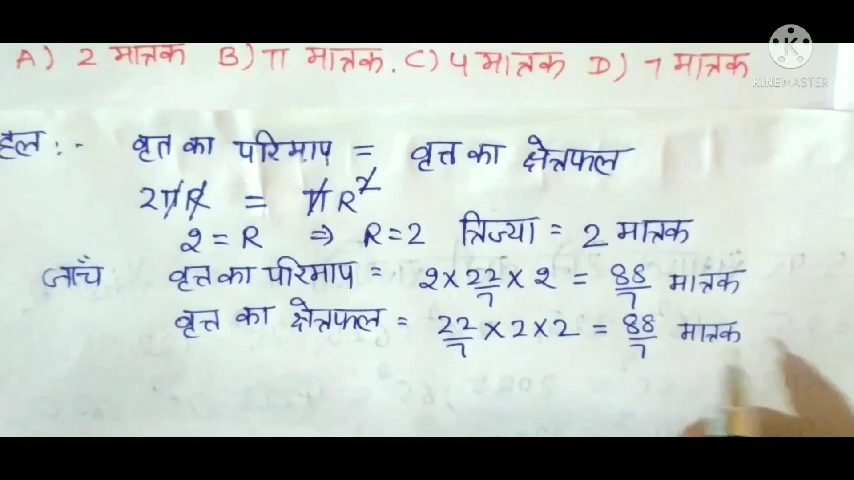 A) 2 मात्रक B) π मात्रक. C) 4 मात्रक D) 7 मात्रक
KINEMASTER
हल :- वृत का परिमाप = वृत्त का क्षेत्रफल
2πR = πR²
2 = R ⇒ R = 2 त्रिज्या = 2 मात्रक
जाँच वृत्त का परिमाप = 2 × 22/7 × 2 = 88/7 मात्रक
वृत्त का क्षेत्रफल = 22/7 × 2 × 2 = 88/7 मात्रक